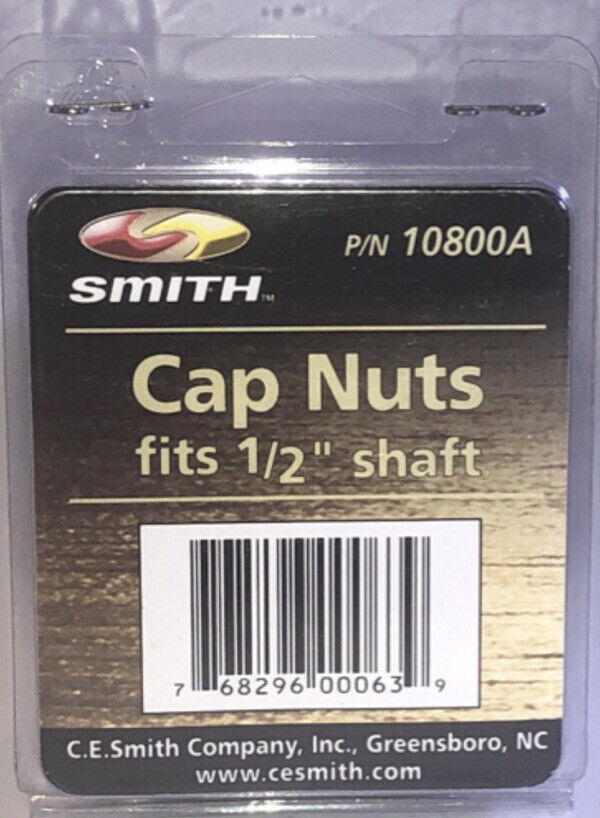 P/N 10800A
SMITH™
Cap Nuts
fits 1/2" shaft
7 68296 00063 9
C.E.Smith Company, Inc., Greensboro, NC
www.cesmith.com